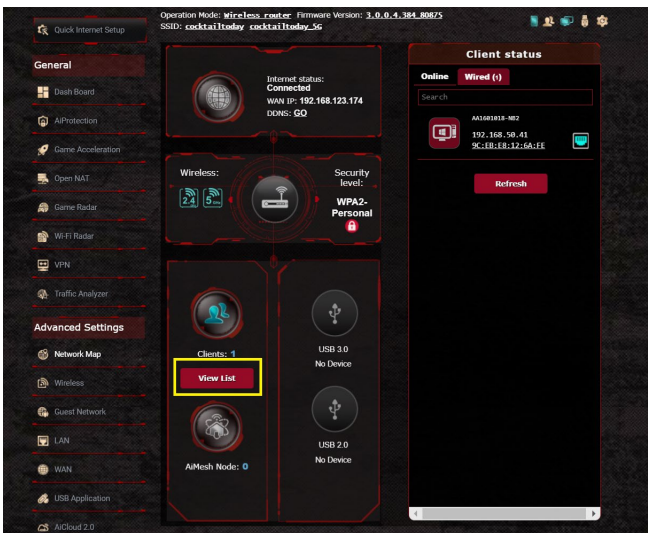 Operation Mode: Wireless router Firmware Version: 3.0.0.4.384_80875
SSID: cocktailtoday cocktailtoday_5G
Quick Internet Setup
General
Dash Board
AiProtection
Game Acceleration
Open NAT
Game Radar
Wi-Fi Radar
VPN
Traffic Analyzer
Advanced Settings
Network Map
Wireless
Guest Network
LAN
WAN
USB Application
AiCloud 2.0
Internet status:
Connected
WAN IP: 192.168.123.174
DDNS: GO
Wireless:
2.4
5
Security
level:
WPA2-
Personal
Clients: 1
View List
AiMesh Node: 0
USB 3.0
No Device
USB 2.0
No Device
Client status
Online Wired (1)
Search
AA1601018-NB2
192.168.50.41
9C:EB:E8:12:6A:FE
Refresh